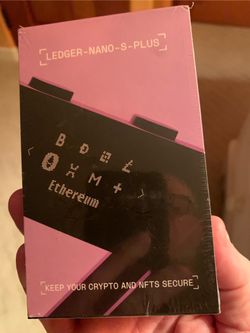 LEDGER-NANO-S-PLUS
Ethereum
KEEP YOUR CRYPTO AND NFTS SECURE